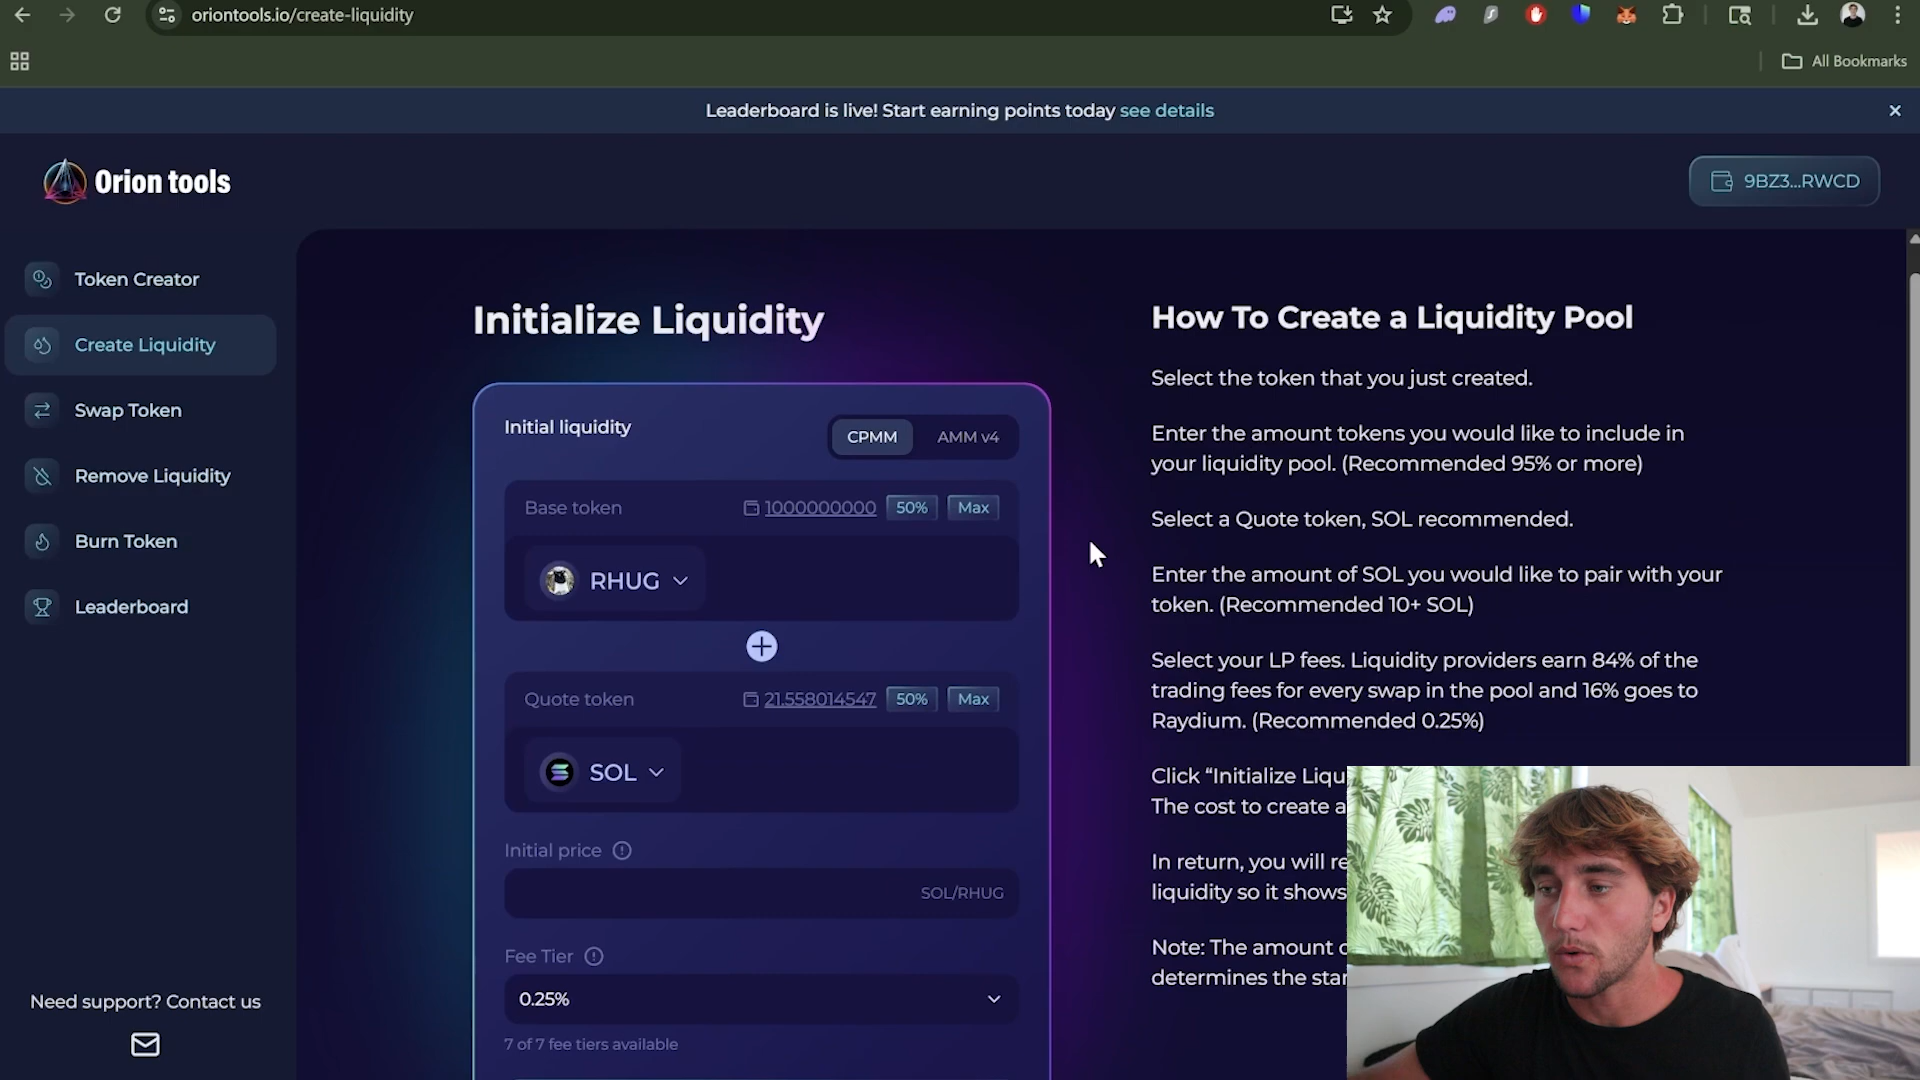 oriontools.io/create-liquidity
All Bookmarks
Leaderboard is live! Start earning points today see details
Orion tools
9BZ3...RWCD
Token Creator
Create Liquidity
Swap Token
Remove Liquidity
Burn Token
Leaderboard
Need support? Contact us
Initialize Liquidity
Initial liquidity
CPMM
AMM v4
Base token
1000000000
50%
Max
RHUG
Quote token
21.558014547
50%
Max
SOL
Initial price
SOL/RHUG
Fee Tier
0.25%
7 of 7 fee tiers available
How To Create a Liquidity Pool
Select the token that you just created.
Enter the amount tokens you would like to include in
your liquidity pool. (Recommended 95% or more)
Select a Quote token, SOL recommended.
Enter the amount of SOL you would like to pair with your
token. (Recommended 10+ SOL)
Select your LP fees. Liquidity providers earn 84% of the
trading fees for every swap in the pool and 16% goes to
Raydium. (Recommended 0.25%)
Click “Initialize
The cost to create a
In return, you will
liquidity so it shows
Note: The amount
determines the